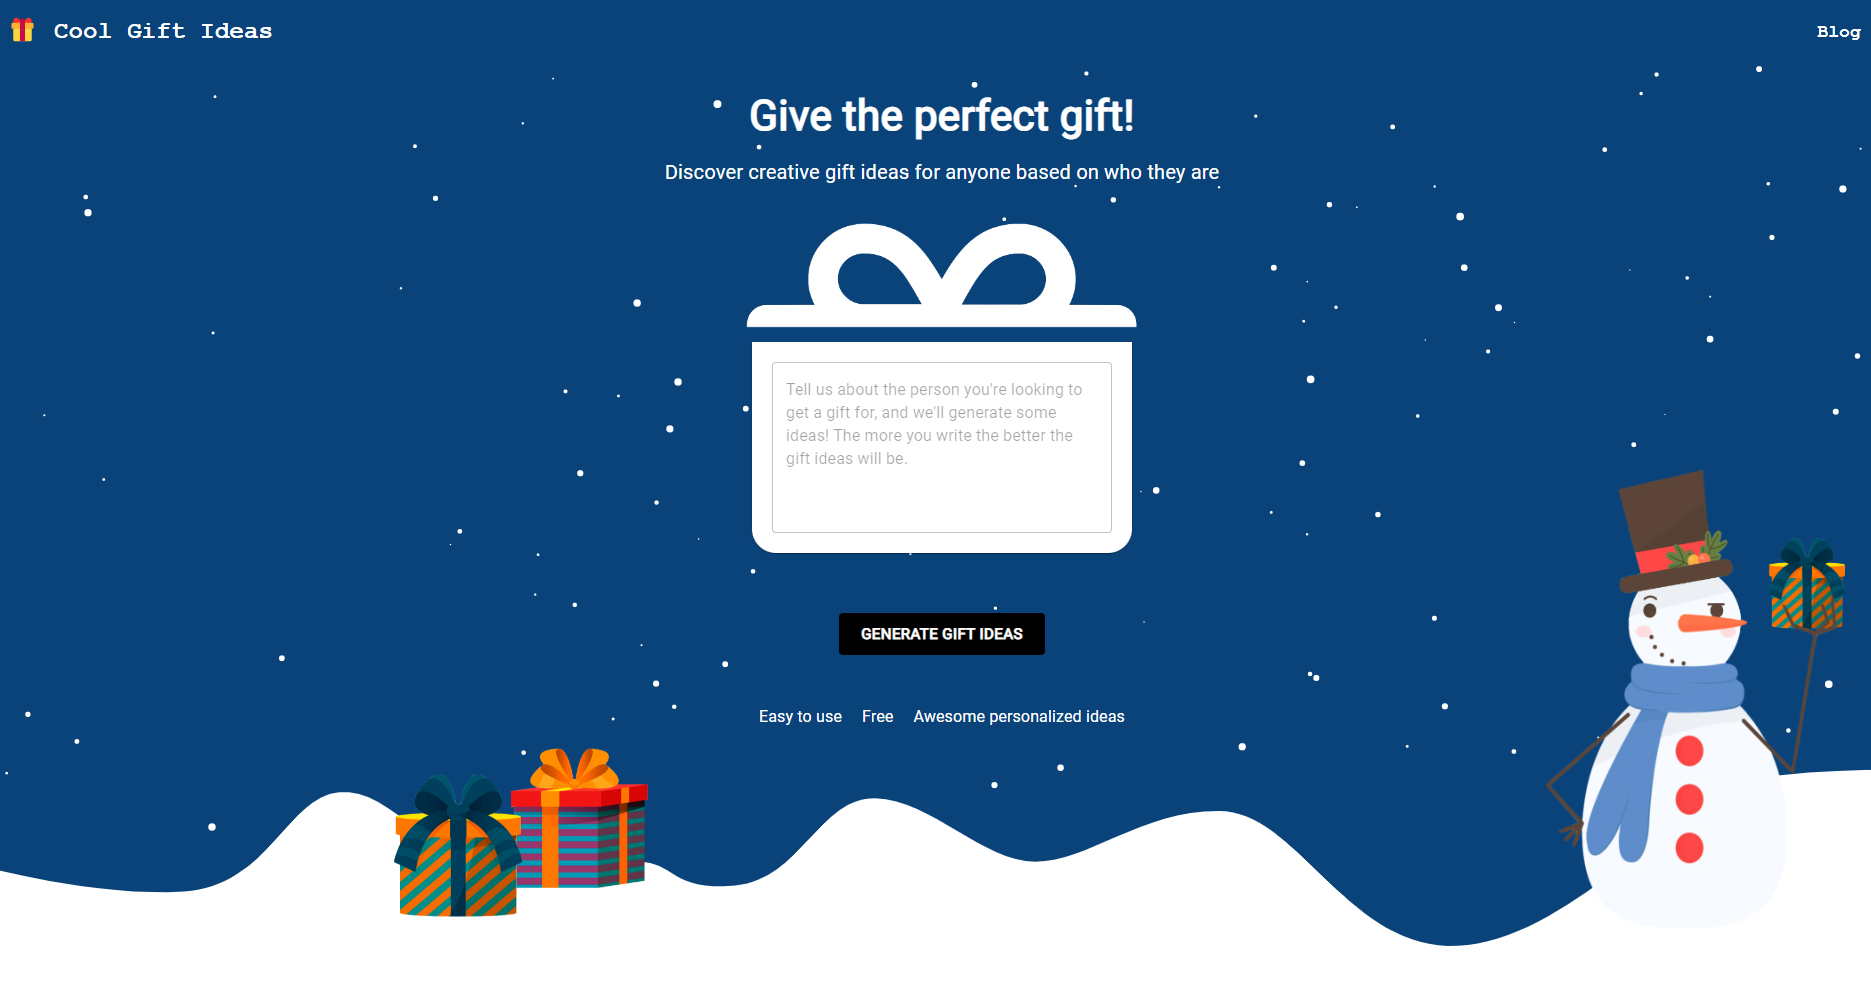 Cool Gift Ideas
Blog
Give the perfect gift!
Discover creative gift ideas for anyone based on who they are
Tell us about the person you're looking to
get a gift for, and we'll generate some
ideas! The more you write the better the
gift ideas will be.
GENERATE GIFT IDEAS
Easy to use Free Awesome personalized ideas